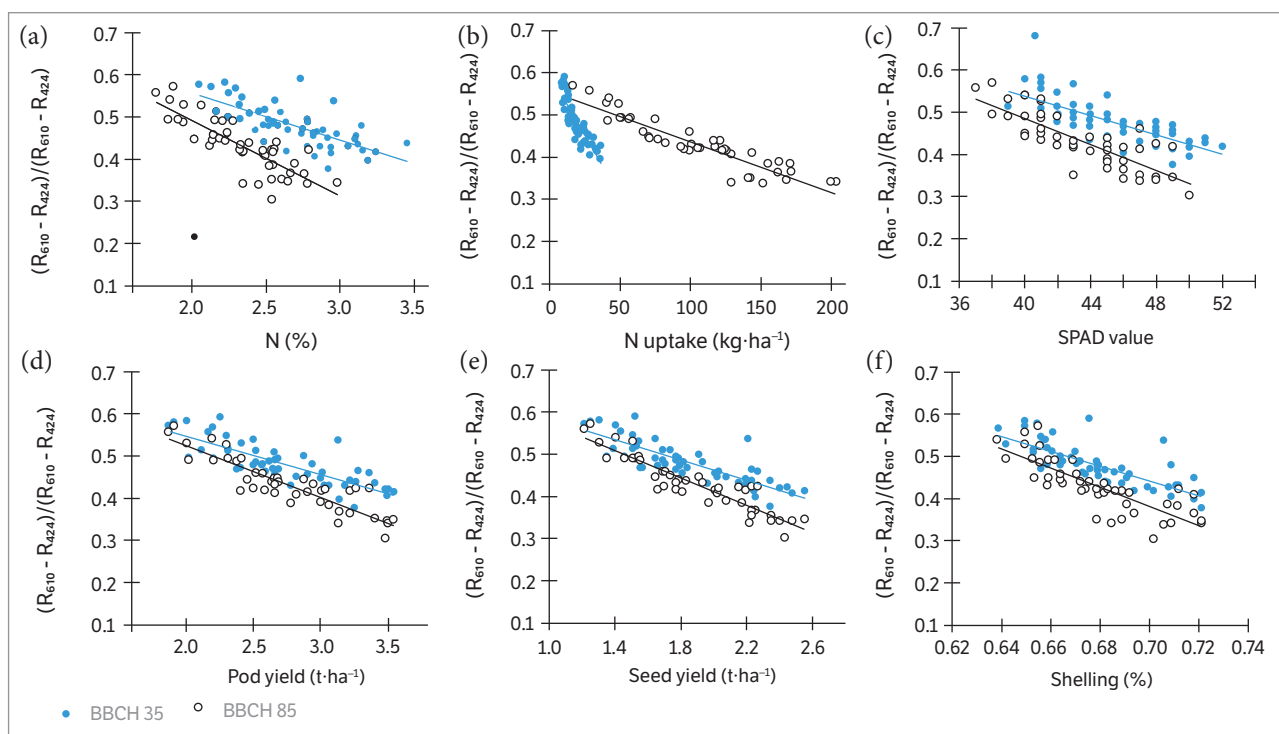 (a)
(R610 - R424)/(R610 - R424)
0.7
0.6
0.5
0.4
0.3
0.2
0.1
2.0 2.5 3.0 3.5
N (%)
(b)
(R610 - R424)/(R610 - R424)
0.7
0.6
0.5
0.4
0.3
0.2
0.1
0 50 100 150 200
N uptake (kg·ha⁻¹)
(c)
(R610 - R424)/(R610 - R424)
0.7
0.6
0.5
0.4
0.3
0.2
0.1
36 40 44 48 52
SPAD value
(d)
(R610 - R424)/(R610 - R424)
0.7
0.6
0.5
0.4
0.3
0.2
0.1
2.0 2.5 3.0 3.5
Pod yield (t·ha⁻¹)
(e)
(R610 - R424)/(R610 - R424)
0.7
0.6
0.5
0.4
0.3
0.2
0.1
1.0 1.4 1.8 2.2 2.6
Seed yield (t·ha⁻¹)
(f)
(R610 - R424)/(R610 - R424)
0.7
0.6
0.5
0.4
0.3
0.2
0.1
0.62 0.64 0.66 0.68 0.70 0.72 0.74
Shelling (%)
BBCH 35 BBCH 85